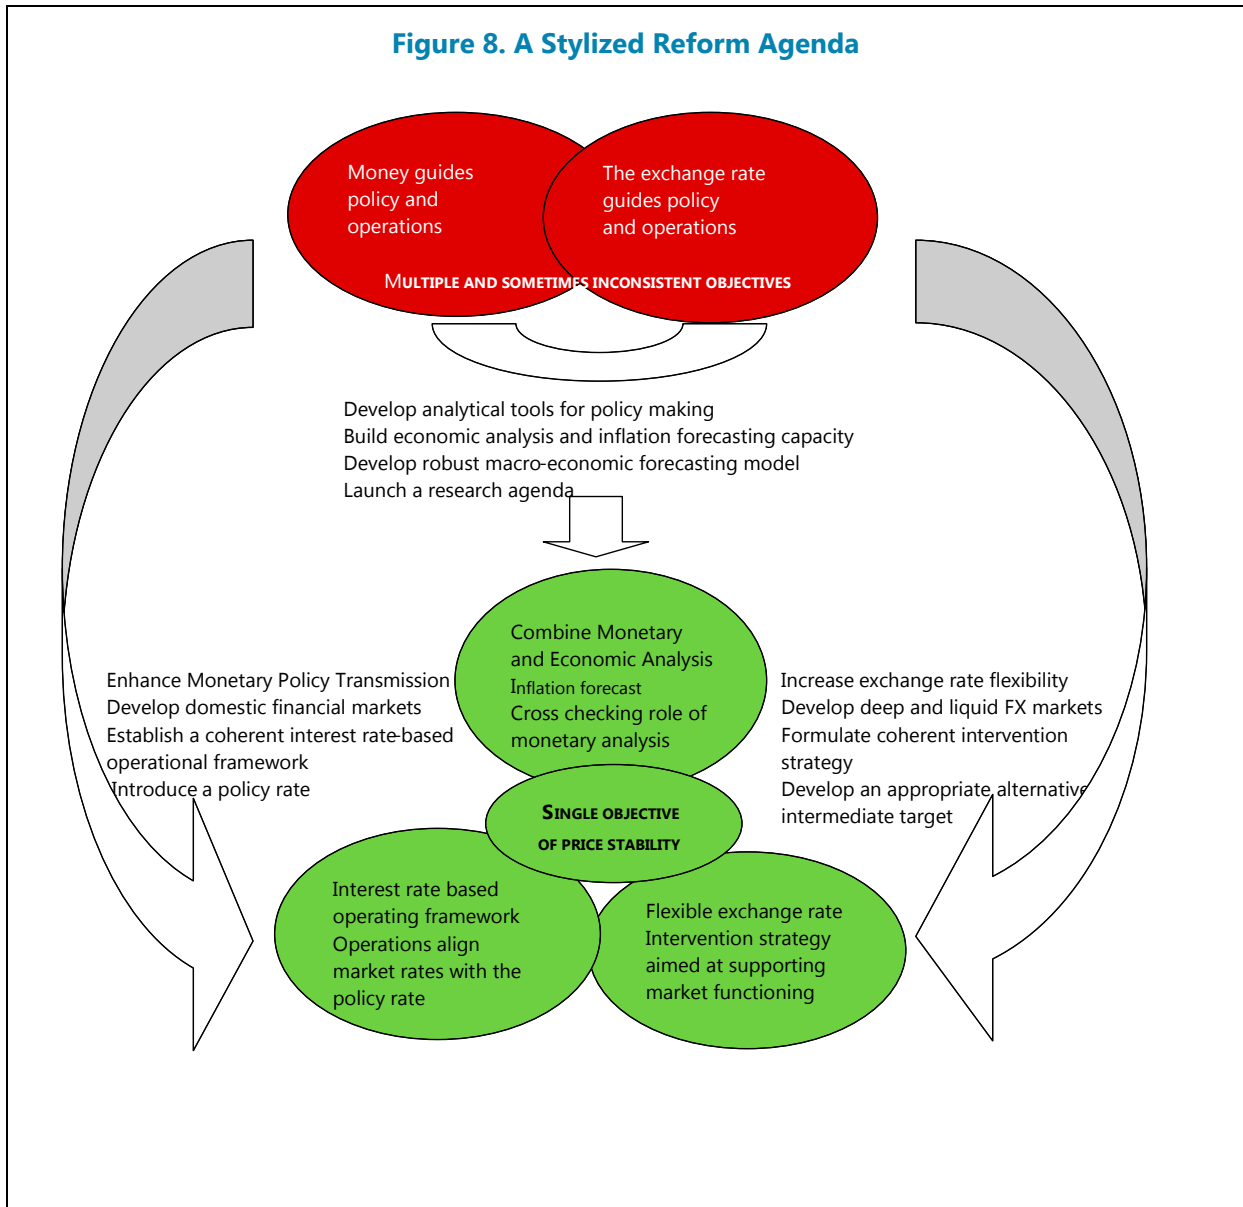 Figure 8. A Stylized Reform Agenda
Money guides
policy and
operations
The exchange rate
guides policy
and operations
MULTIPLE AND SOMETIMES INCONSISTENT OBJECTIVES
Develop analytical tools for policy making
Build economic analysis and inflation forecasting capacity
Develop robust macro-economic forecasting model
Launch a research agenda
Combine Monetary
and Economic Analysis
Inflation forecast
Cross checking role of
monetary analysis
Enhance Monetary Policy Transmission
Develop domestic financial markets
Establish a coherent interest rate-based
operational framework
Introduce a policy rate
Increase exchange rate flexibility
Develop deep and liquid FX markets
Formulate coherent intervention
strategy
Develop an appropriate alternative
intermediate target
SINGLE OBJECTIVE
OF PRICE STABILITY
Interest rate based
operating framework
Operations align
market rates with the
policy rate
Flexible exchange rate
Intervention strategy
aimed at supporting
market functioning